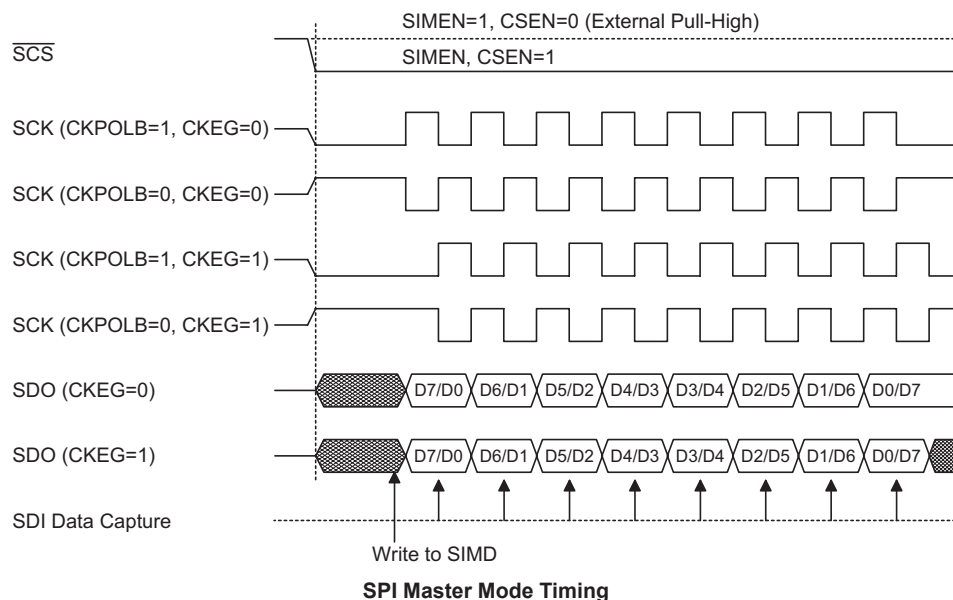 SIMEN=1, CSEN=0 (External Pull-High)
SCS
SIMEN, CSEN=1
SCK (CKPOLB=1, CKEG=0)
SCK (CKPOLB=0, CKEG=0)
SCK (CKPOLB=1, CKEG=1)
SCK (CKPOLB=0, CKEG=1)
SDO (CKEG=0) D7/D0 D6/D1 D5/D2 D4/D3 D3/D4 D2/D5 D1/D6 D0/D7
SDO (CKEG=1) D7/D0 D6/D1 D5/D2 D4/D3 D3/D4 D2/D5 D1/D6 D0/D7
SDI Data Capture
Write to SIMD
SPI Master Mode Timing